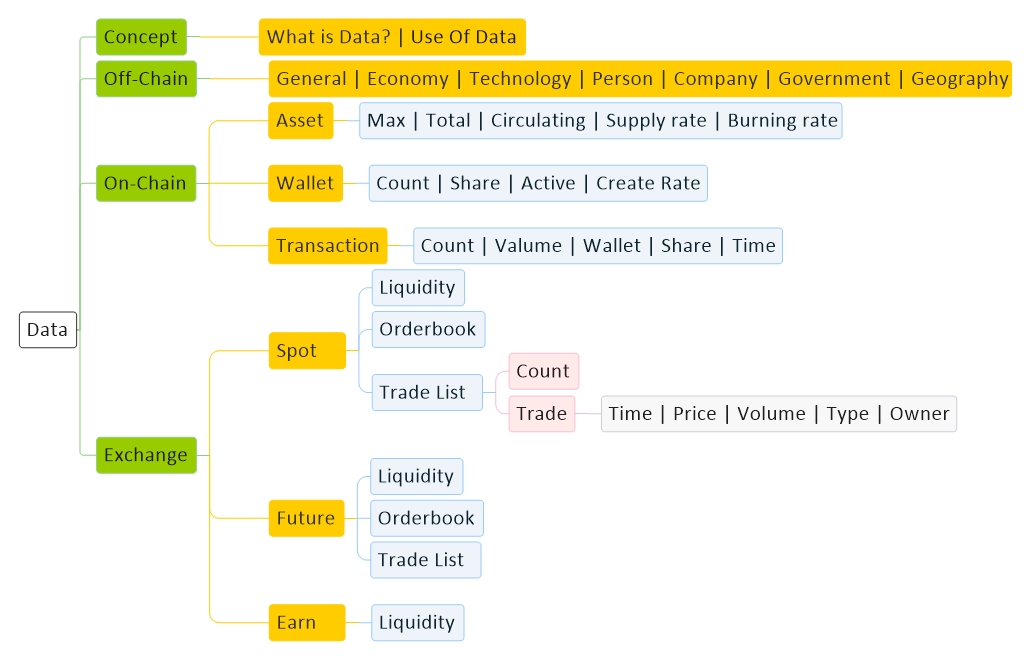 Concept
What is Data? | Use Of Data
Off-Chain
General | Economy | Technology | Person | Company | Government | Geography
Asset
Max | Total | Circulating | Supply rate | Burning rate
On-Chain
Wallet
Count | Share | Active | Create Rate
Transaction
Count | Valume | Wallet | Share | Time
Liquidity
Data
Orderbook
Spot
Count
Trade List
Trade
Time | Price | Volume | Type | Owner
Exchange
Liquidity
Future
Orderbook
Trade List
Earn
Liquidity